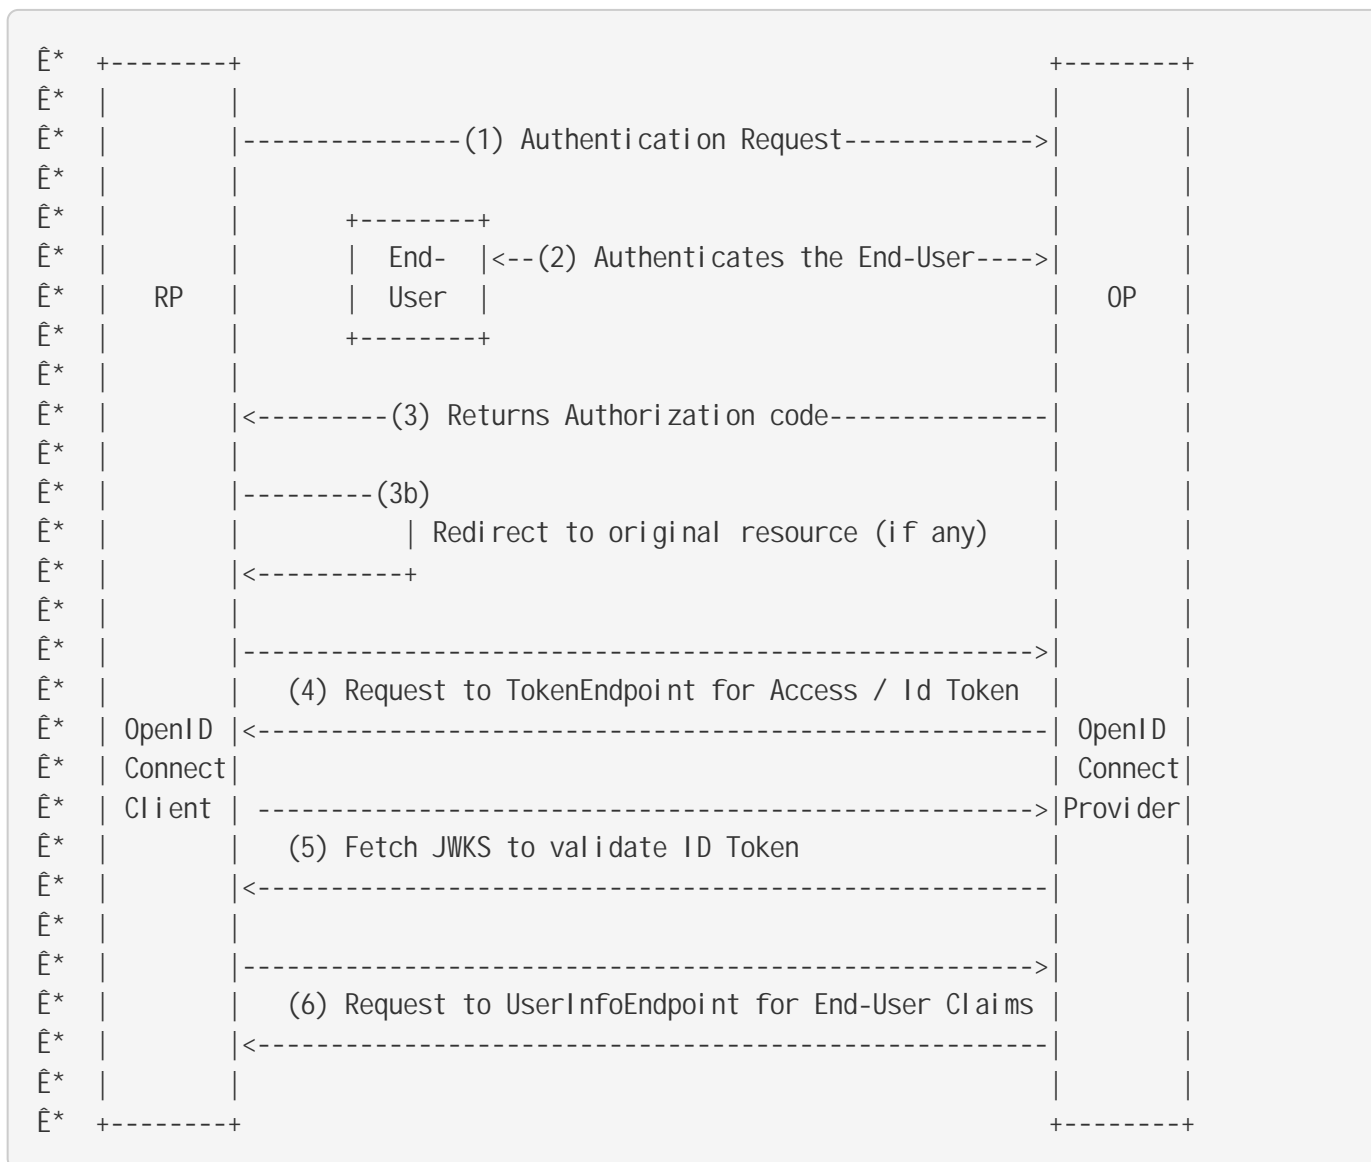 Ê*  +--------+                                                        +--------+
Ê*  |        |                                                        |        |
Ê*  |        |---------------(1) Authentication Request------------->|        |
Ê*  |        |                                                        |        |
Ê*  |        |       +--------+                                       |        |
Ê*  |        |       |  End-  |<--(2) Authenticates the End-User---->|        |
Ê*  |   RP   |       |  User  |                                       |   OP   |
Ê*  |        |       +--------+                                       |        |
Ê*  |        |                                                        |        |
Ê*  |        |<---------(3) Returns Authorization code---------------|        |
Ê*  |        |                                                        |        |
Ê*  |        |---------(3b)                                           |        |
Ê*  |        |           | Redirect to original resource (if any)    |        |
Ê*  |        |<----------+                                            |        |
Ê*  |        |                                                        |        |
Ê*  |        |------------------------------------------------------>|        |
Ê*  |        |   (4) Request to TokenEndpoint for Access / Id Token  |        |
Ê*  | OpenID |<------------------------------------------------------| OpenID |
Ê*  | Connect|                                                        | Connect|
Ê*  | Client | ----------------------------------------------------->|Provider|
Ê*  |        |   (5) Fetch JWKS to validate ID Token                 |        |
Ê*  |        |<------------------------------------------------------|        |
Ê*  |        |                                                        |        |
Ê*  |        |------------------------------------------------------>|        |
Ê*  |        |   (6) Request to UserInfoEndpoint for End-User Claims |        |
Ê*  |        |<------------------------------------------------------|        |
Ê*  |        |                                                        |        |
Ê*  +--------+                                                        +--------+